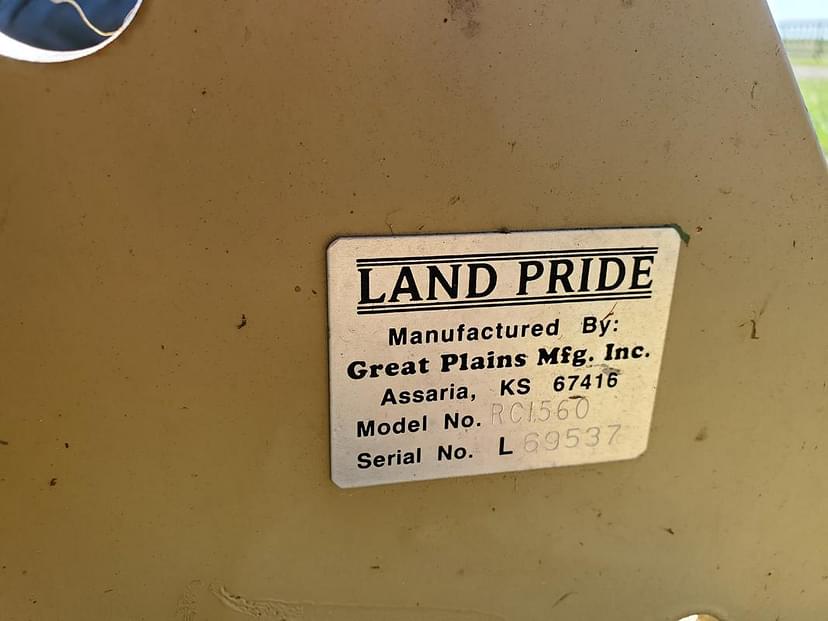 LAND PRIDE
Manufactured By:
Great Plains Mfg. Inc.
Assaria, KS 67416
Model No. RC1560
Serial No. L 69537